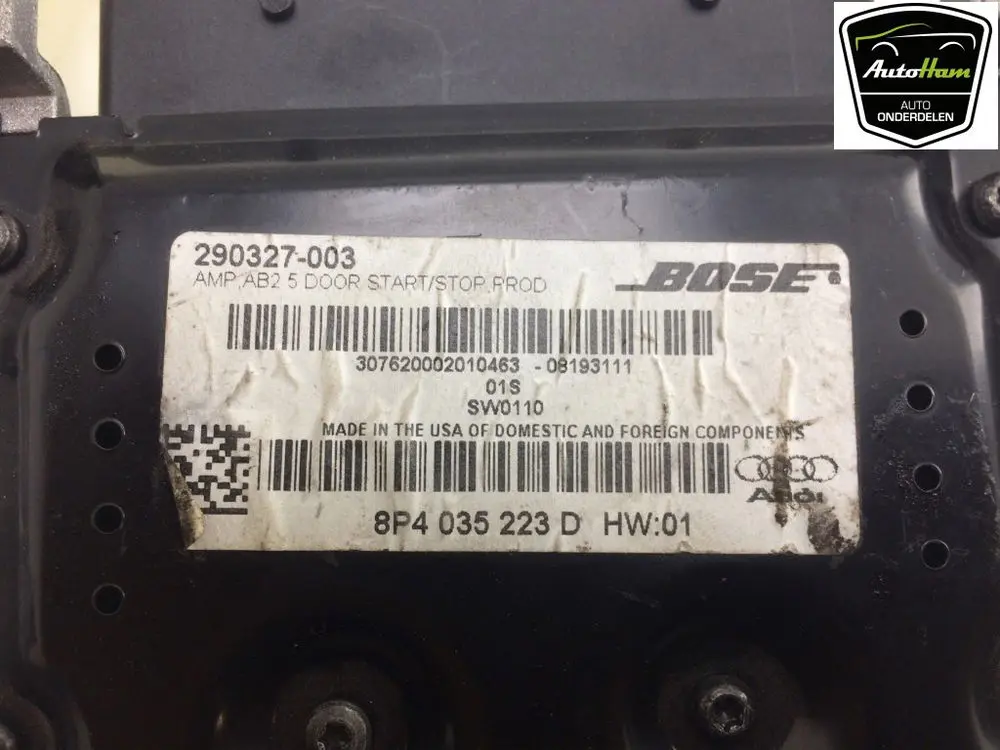 AutoHam
AUTO
ONDERDELEN
290327-003
AMP,AB2 5 DOOR START/STOP,PROD
BOSE
307620002010463 - 08193111
01S
SW0110
MADE IN THE USA OF DOMESTIC AND FOREIGN COMPONENTS
Audi
8P4 035 223 D HW:01